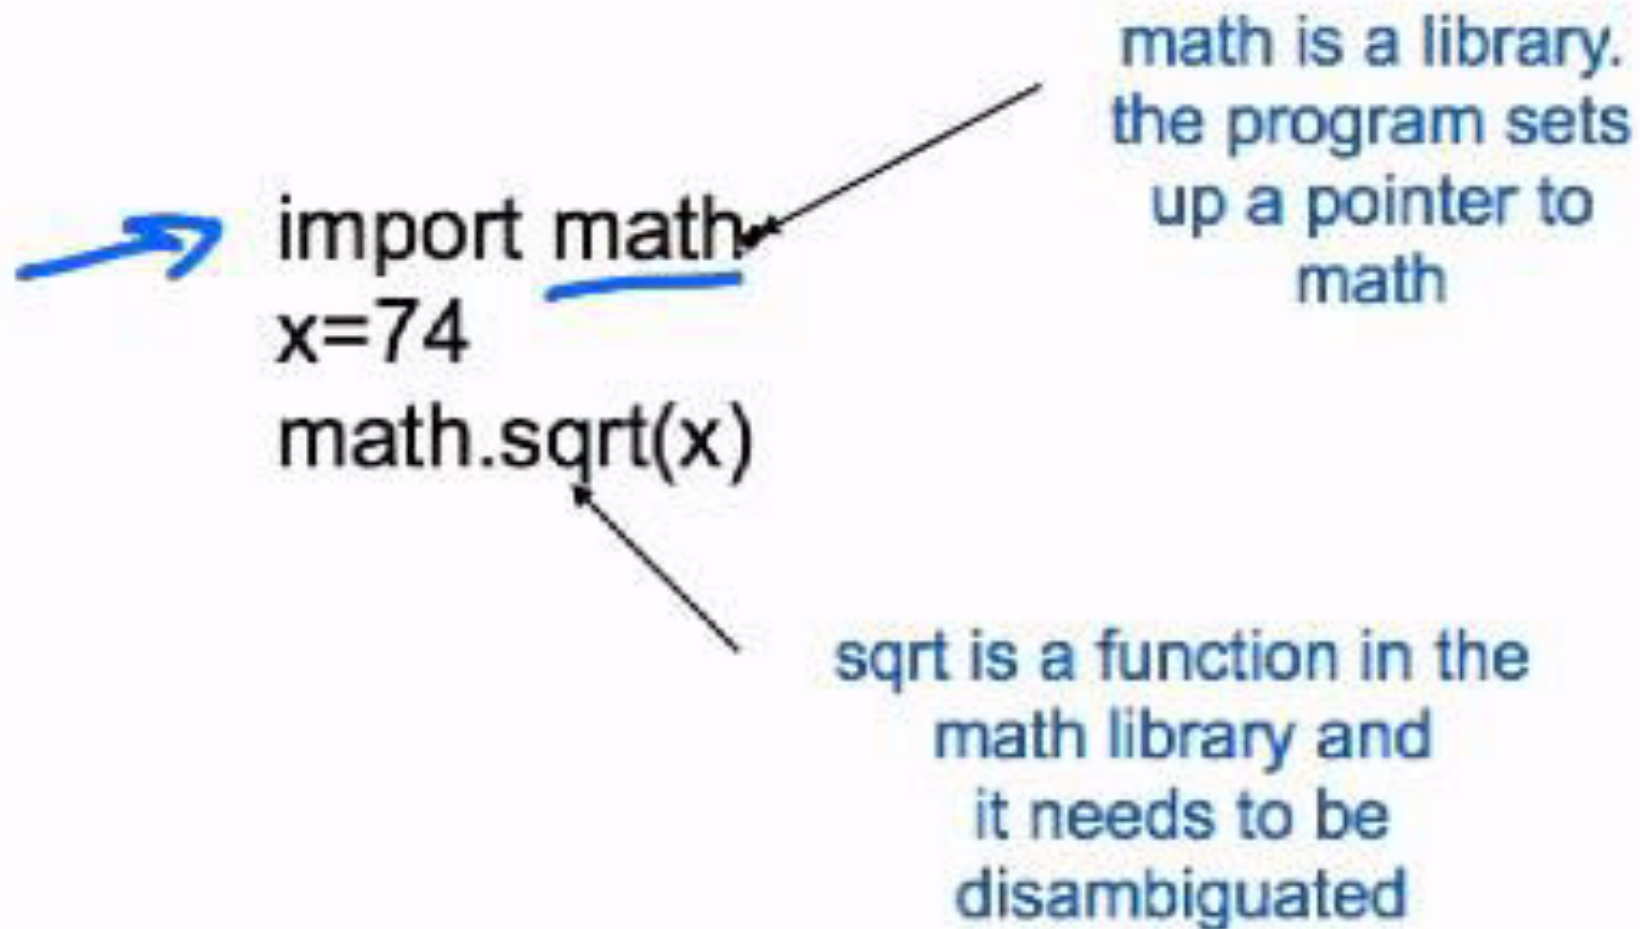 math is a library.
the program sets
up a pointer to
math
import math
x=74
math.sqrt(x)
sqrt is a function in the
math library and
it needs to be
disambiguated